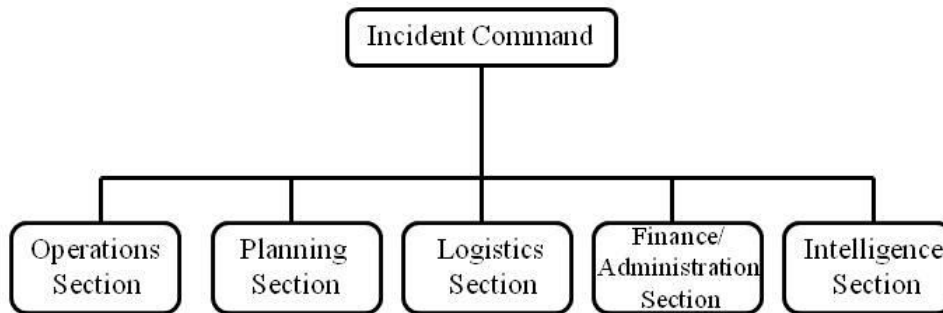 Incident Command
Operations
Section
Planning
Section
Logistics
Section
Finance/
Administration
Section
Intelligence
Section